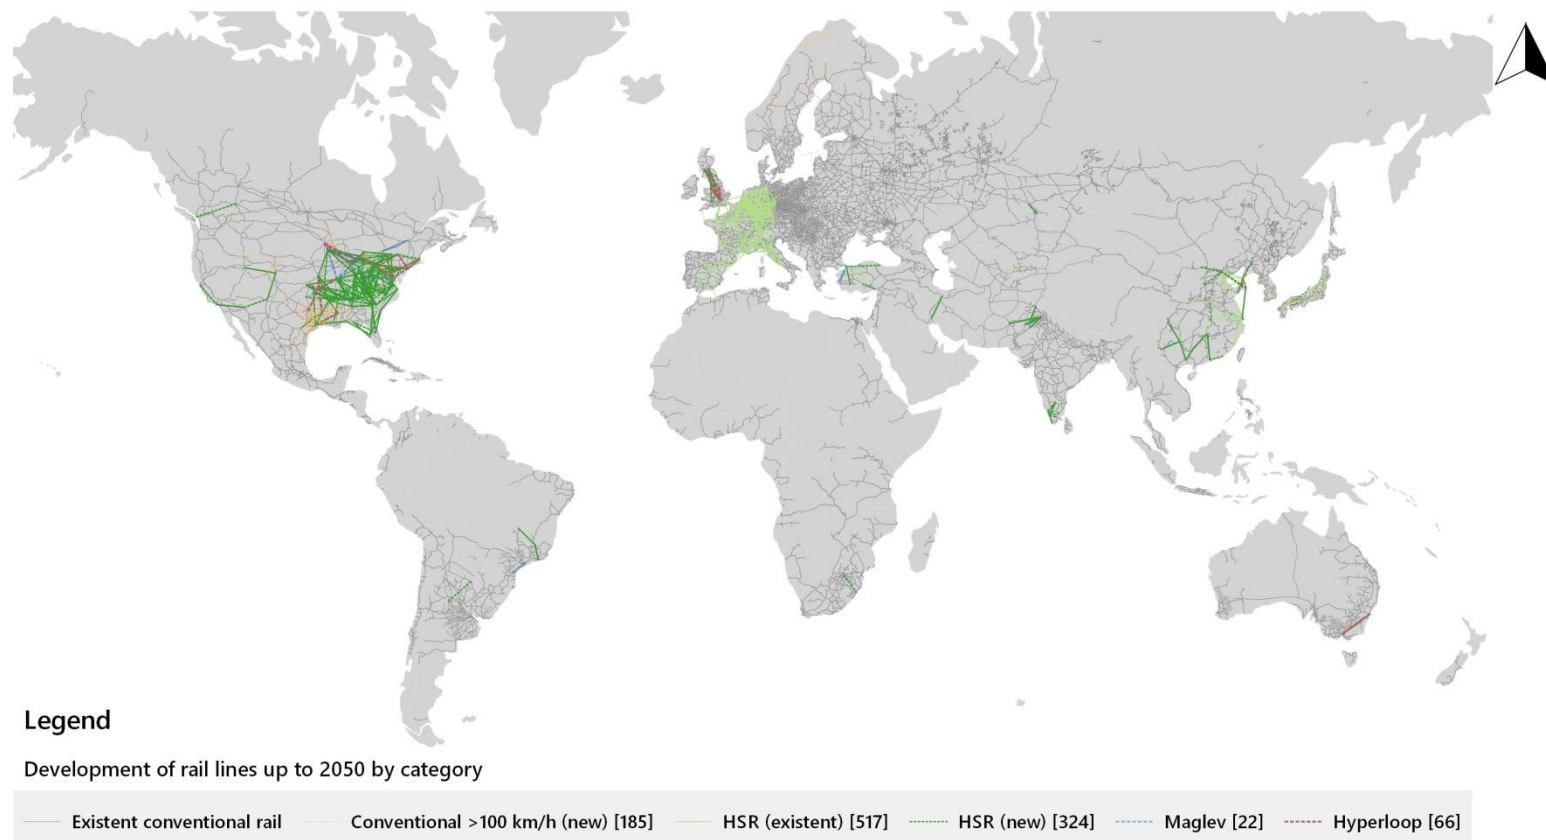 Legend
Development of rail lines up to 2050 by category
Existent conventional rail Conventional >100 km/h (new) [185] HSR (existent) [517] HSR (new) [324] Maglev [22] Hyperloop [66]